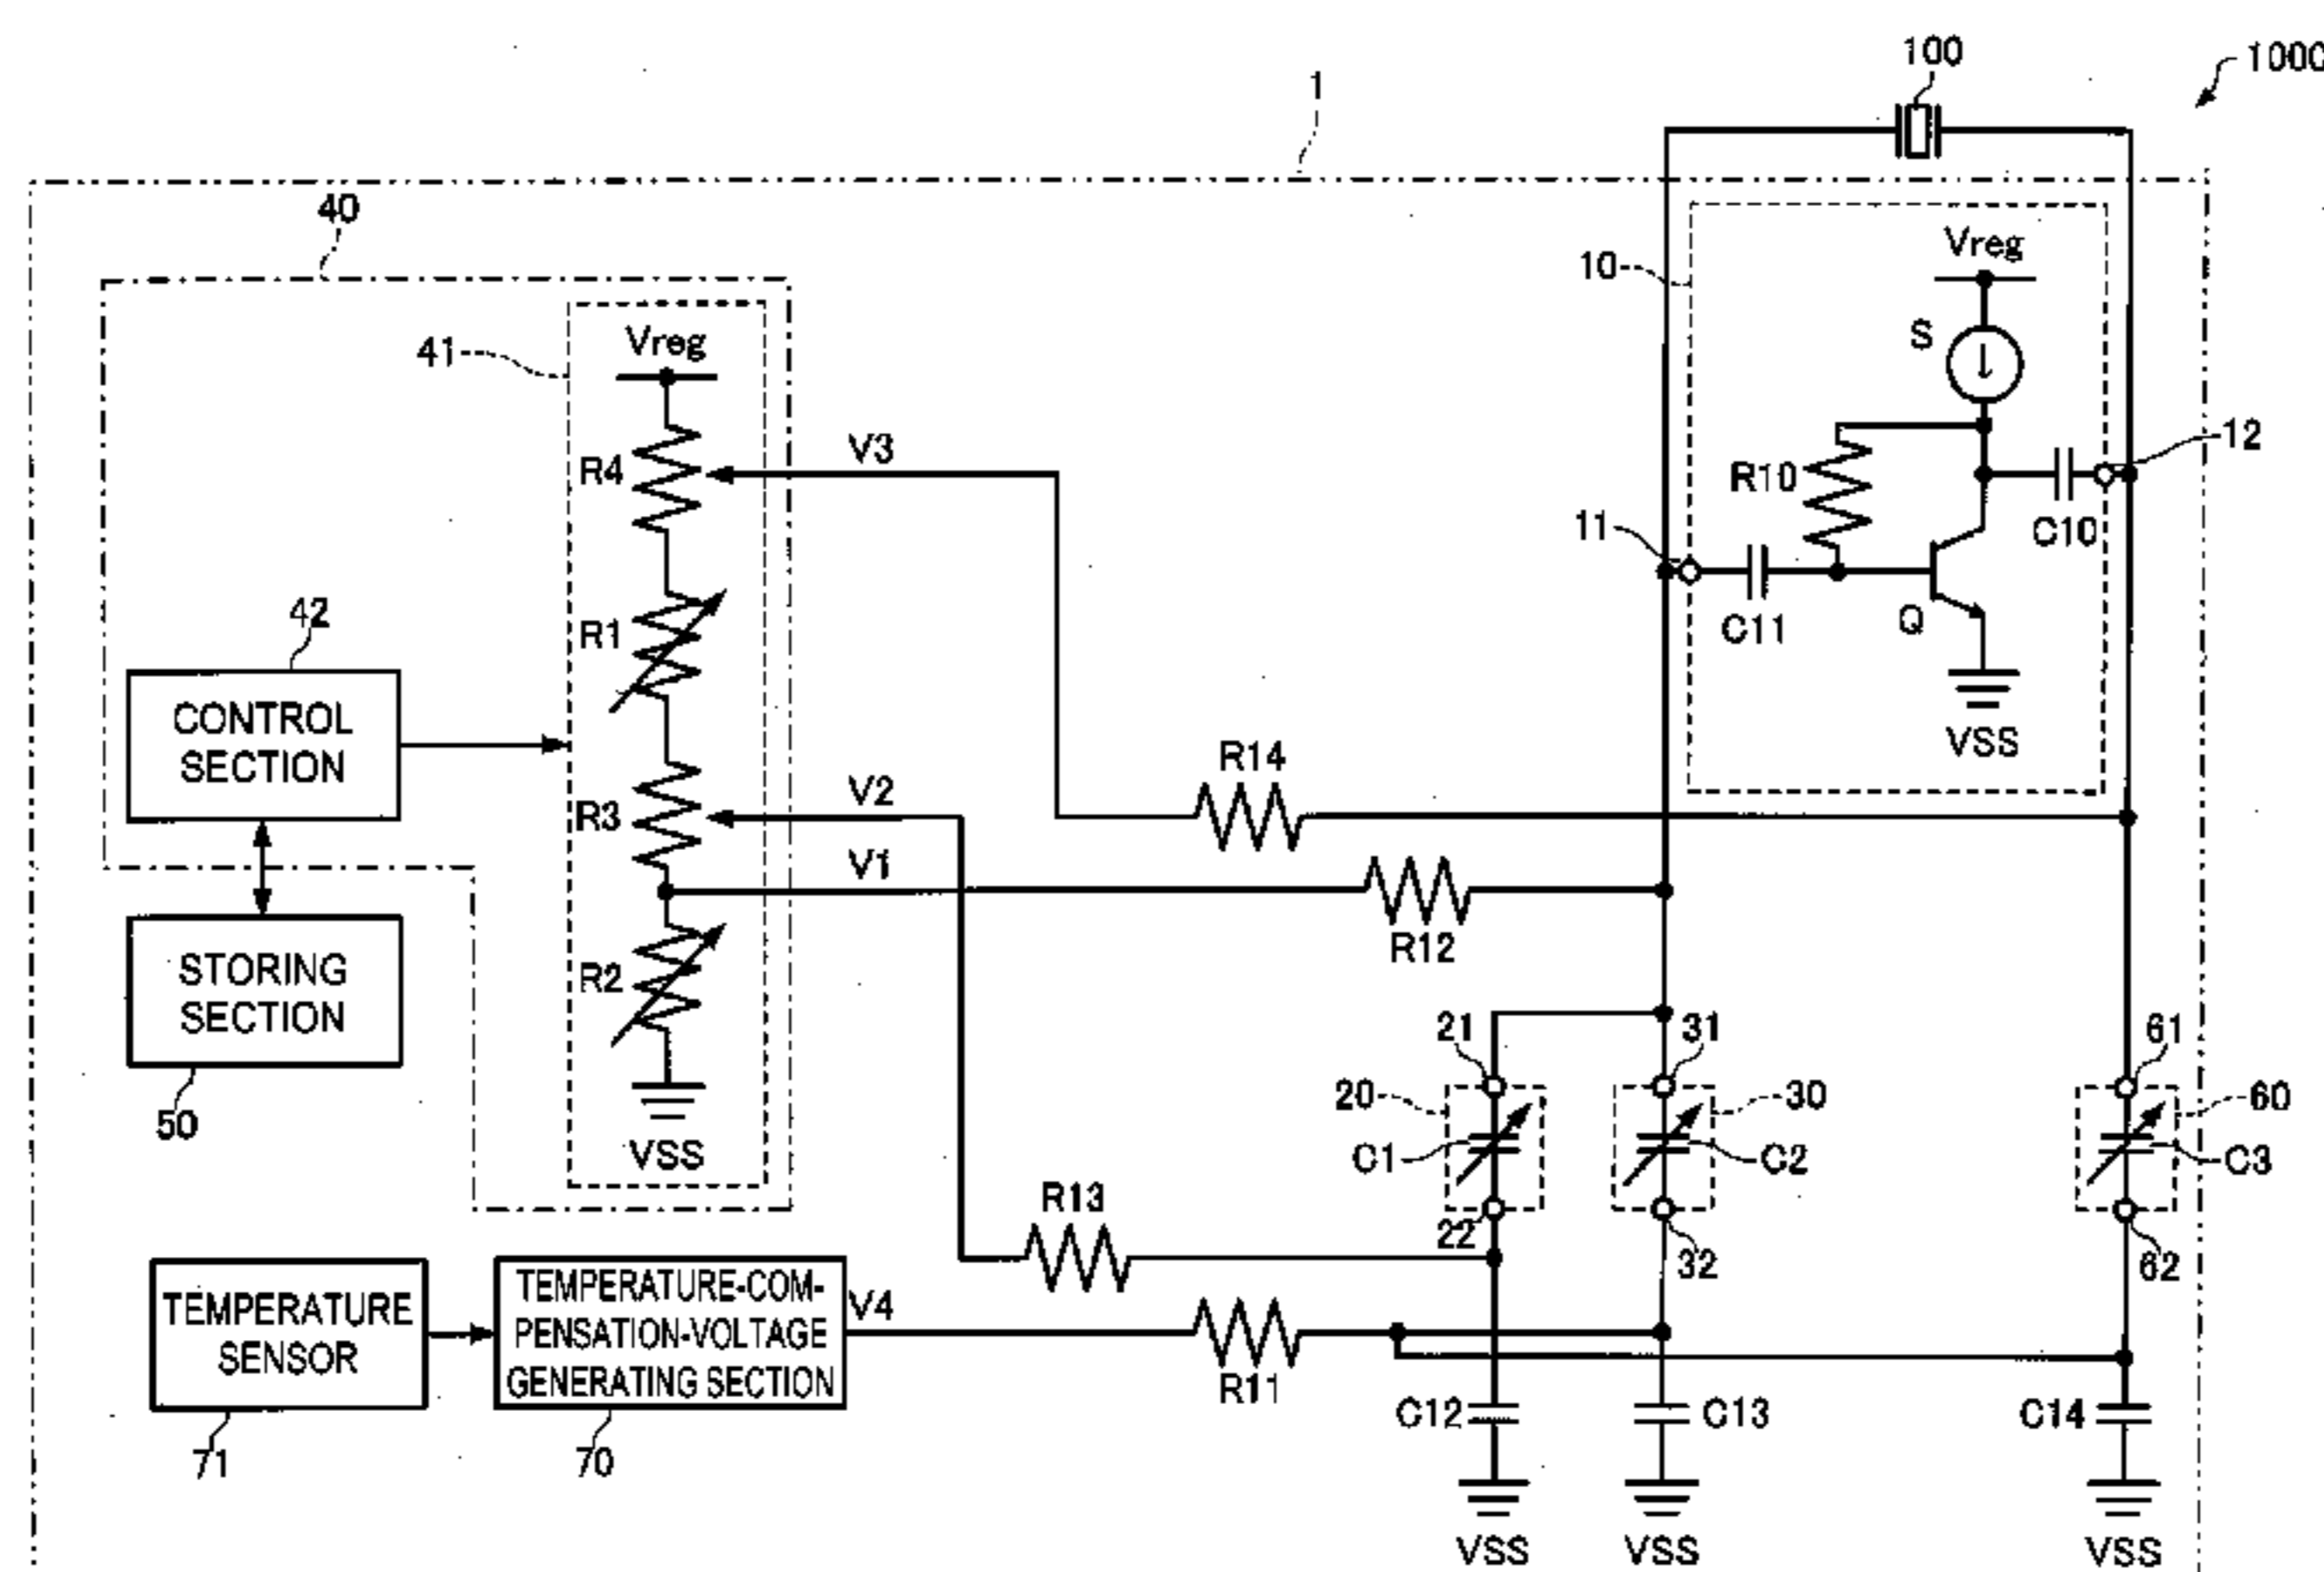 100
1000
1
40
Vreg
10
Vreg
41
S
V3
12
R4
R10
C10
11
42
R1
C11
Q
CONTROL
SECTION
VSS
R14
V2
R3
V1
R12
STORING
SECTION
R2
21
31
61
50
20
30
60
VSS
C1
C2
C3
R13
22
32
62
TEMPERATURE
SENSOR
TEMPERATURE-COM-
PENSATION-VOLTAGE
GENERATING SECTION
V4
R11
C12
C13
C14
71
70
VSS
VSS
VSS